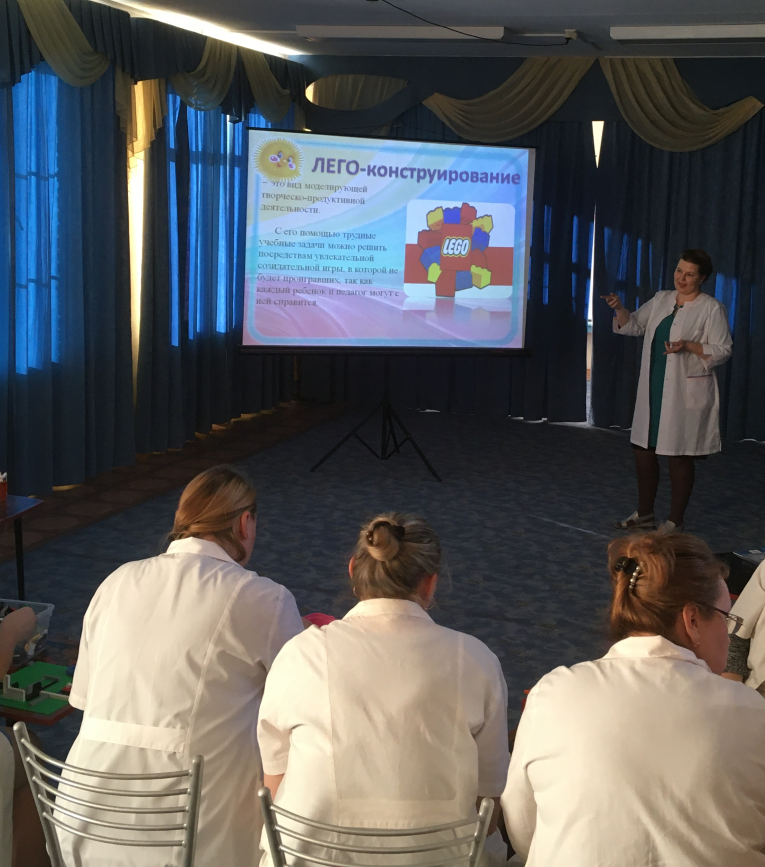 ЛЕГО-конструирование
– это вид моделирующей
творческо-продуктивной
деятельности.
С его помощью трудные
учебные задачи можно решить
посредствам увлекательной
созидательной игры, в которой не
будет проигравших, так как
каждый ребенок и педагог могут с
ней справится.
LEGO